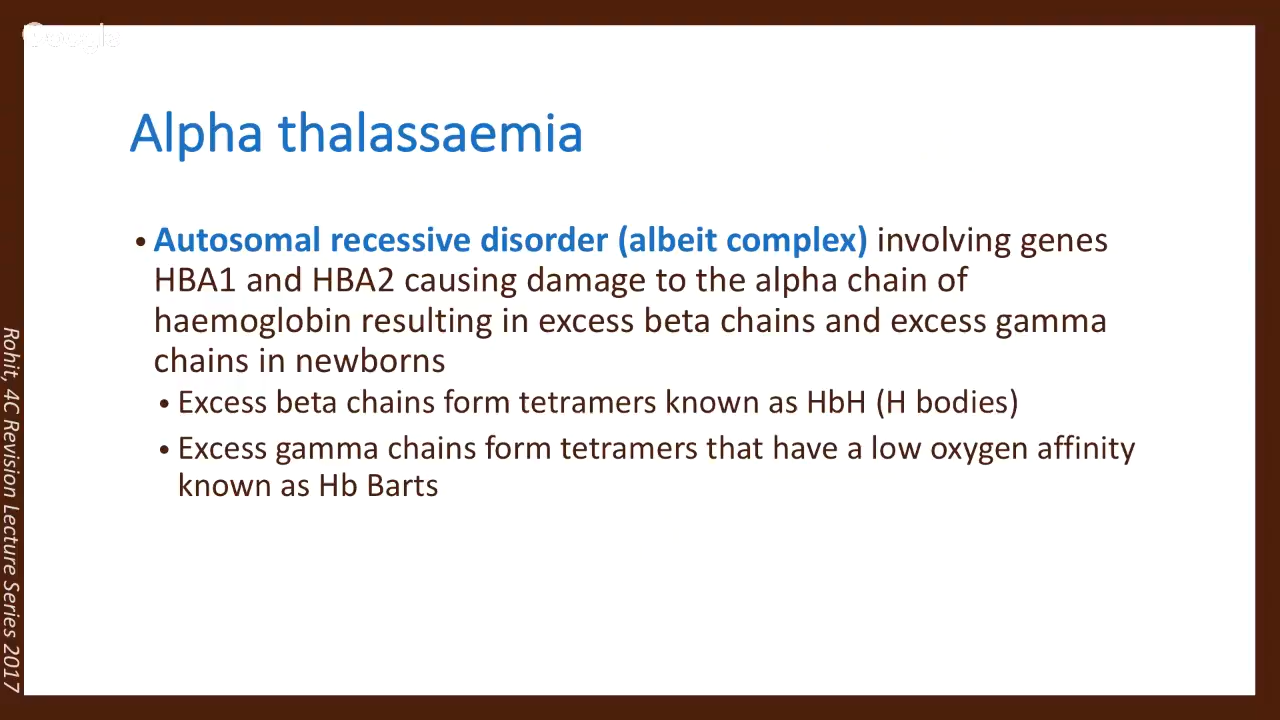 Google
Alpha thalassaemia
• Autosomal recessive disorder (albeit complex) involving genes
HBA1 and HBA2 causing damage to the alpha chain of
haemoglobin resulting in excess beta chains and excess gamma
chains in newborns
• Excess beta chains form tetramers known as HbH (H bodies)
• Excess gamma chains form tetramers that have a low oxygen affinity
known as Hb Barts
Rohit, 4C Revision Lecture Series 2017